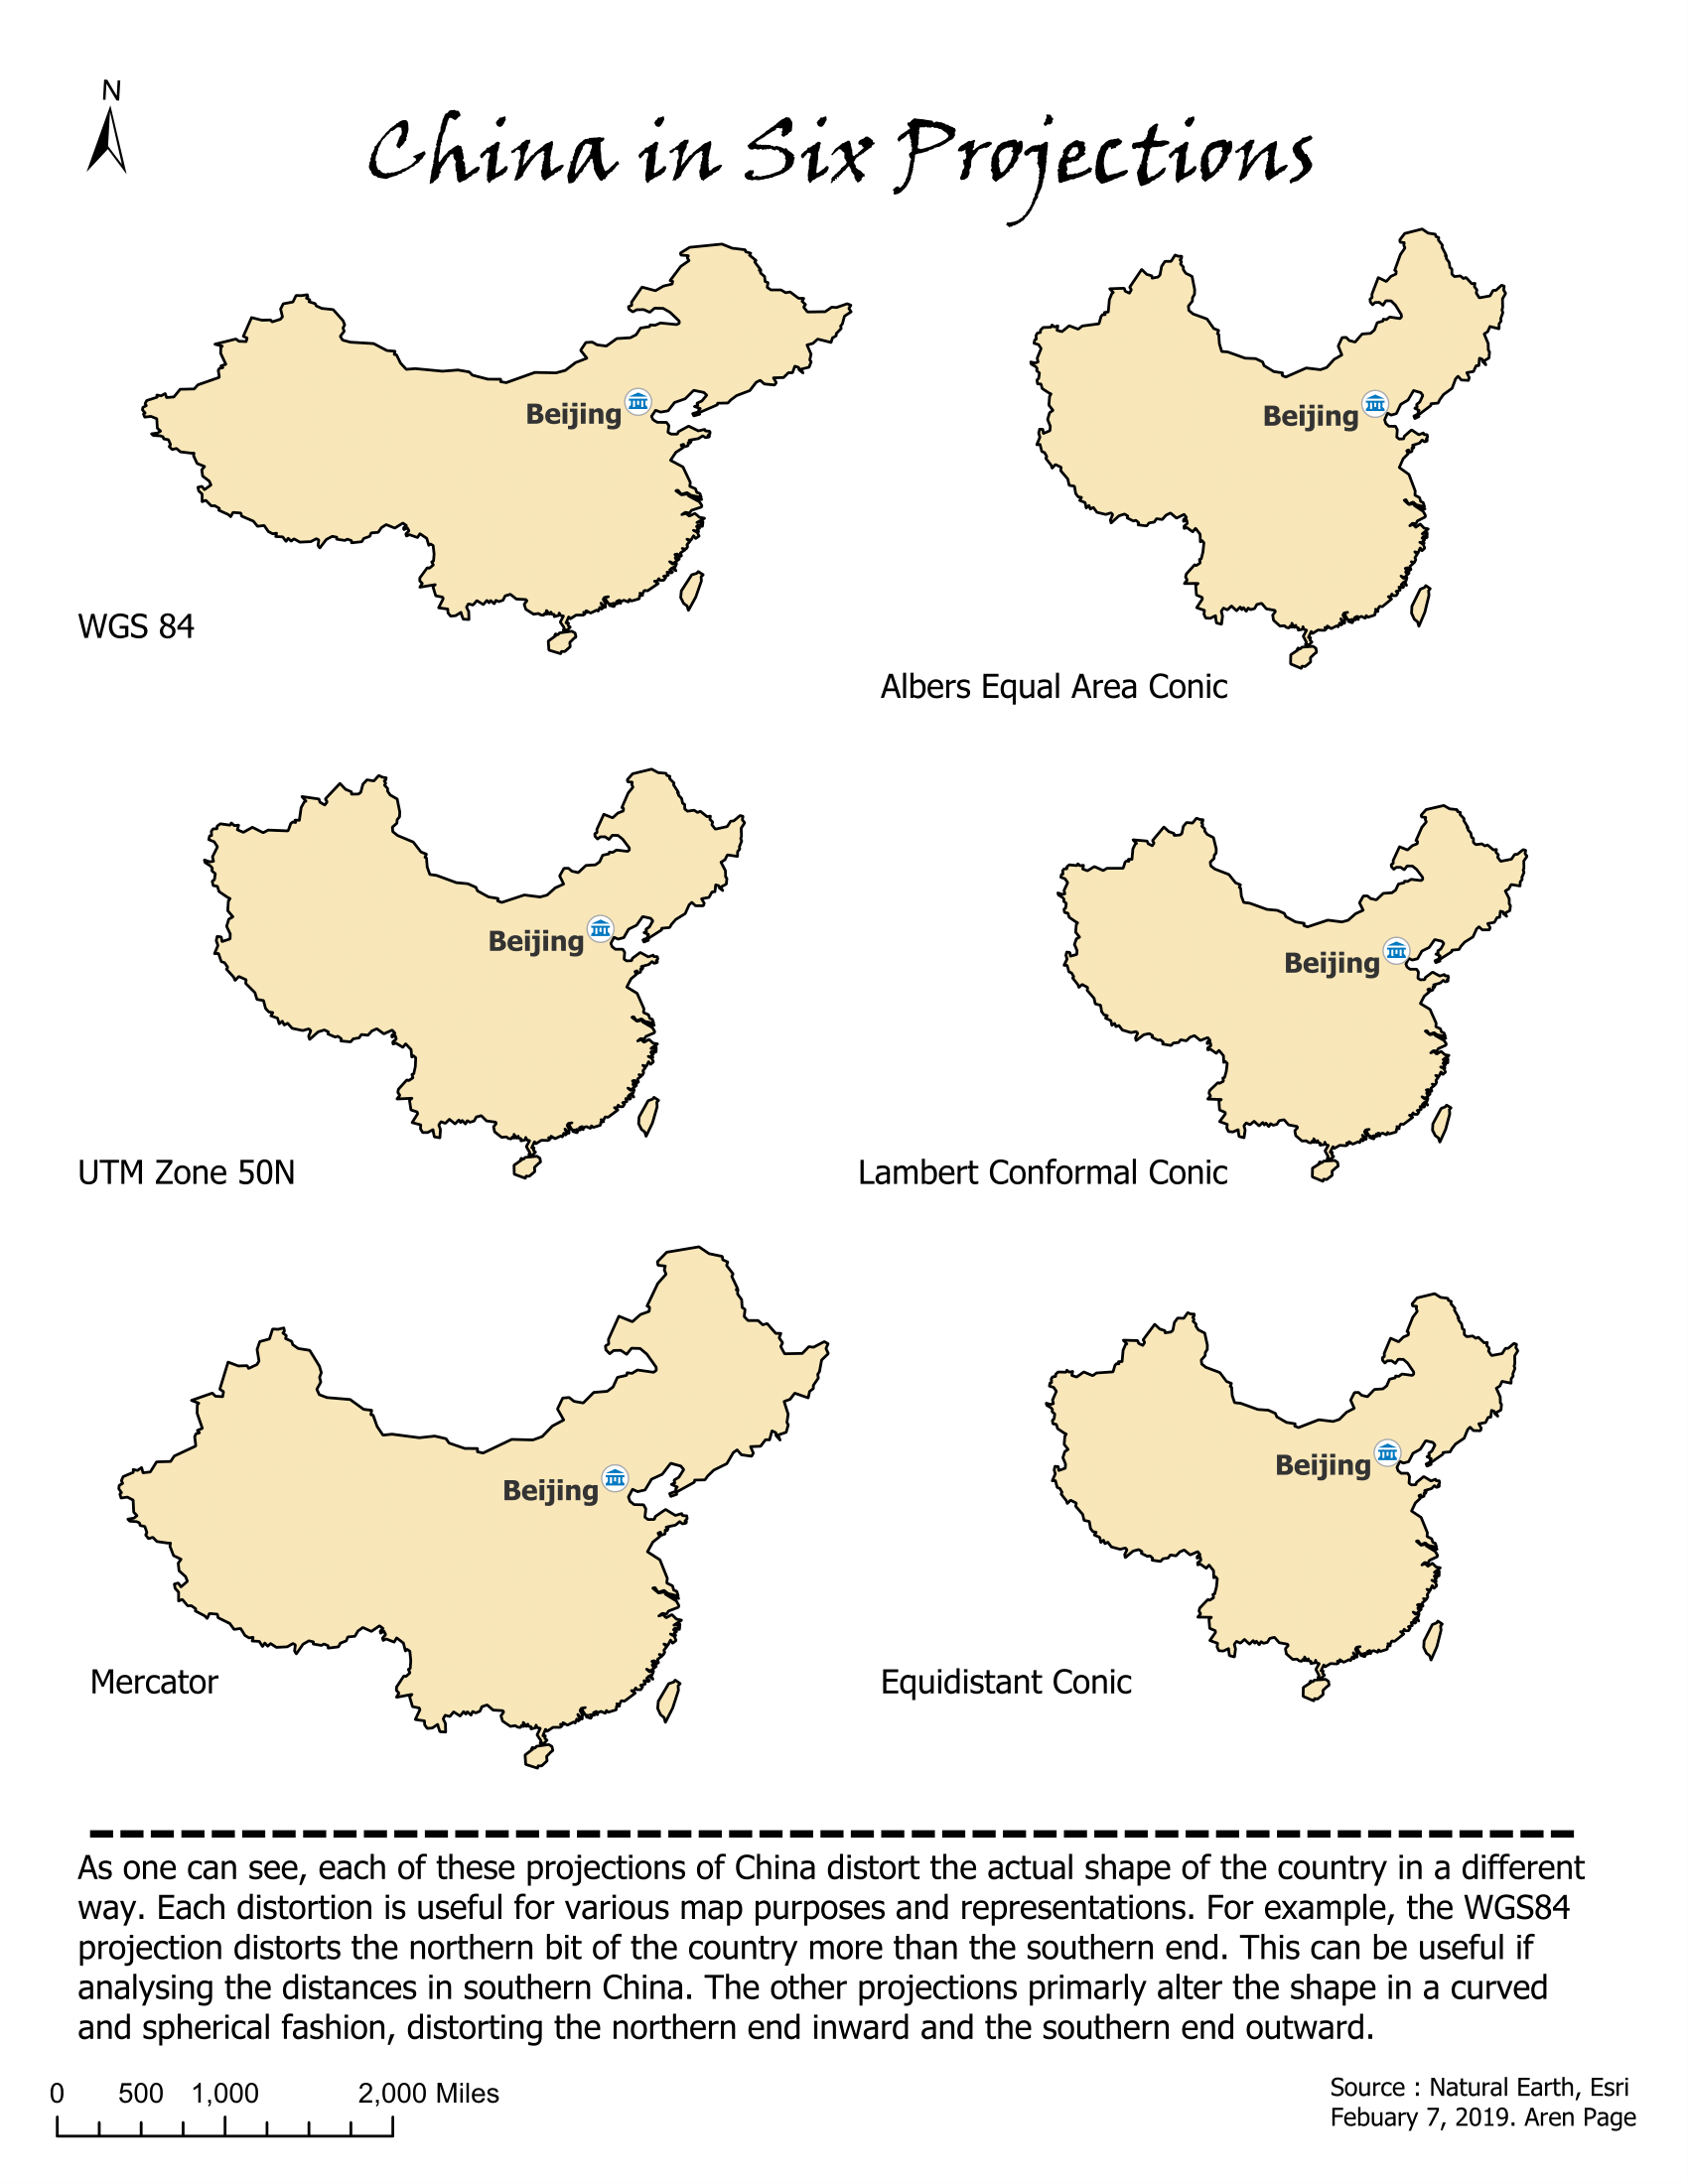 N
China in Six Projections
Beijing
Beijing
WGS 84
Albers Equal Area Conic
Beijing
Beijing
UTM Zone 50N
Lambert Conformal Conic
Beijing
Beijing
Mercator
Equidistant Conic
As one can see, each of these projections of China distort the actual shape of the country in a different
way. Each distortion is useful for various map purposes and representations. For example, the WGS84
projection distorts the northern bit of the country more than the southern end. This can be useful if
analysing the distances in southern China. The other projections primarly alter the shape in a curved
and spherical fashion, distorting the northern end inward and the southern end outward.
0 500 1,000 2,000 Miles
Source : Natural Earth, Esri
Febuary 7, 2019. Aren Page